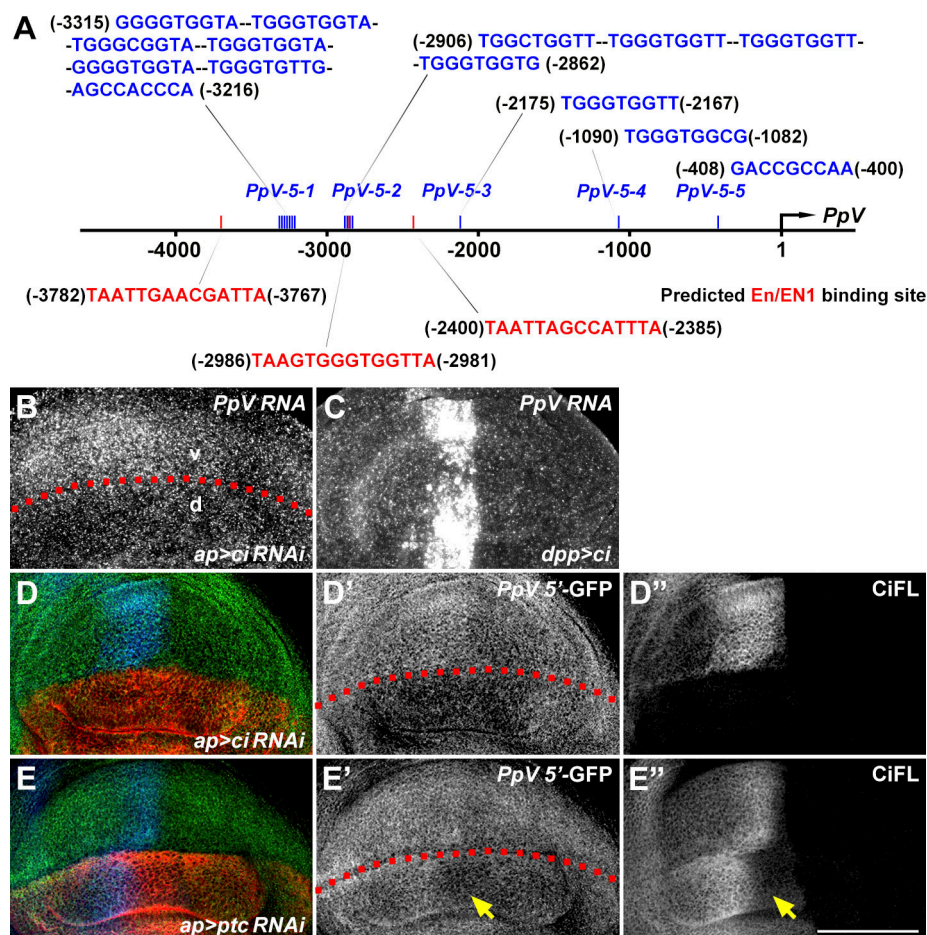 A
(-3315) GGGGTGGTA--TGGGTGGTA-
-TGGGCGGTA--TGGGTGGTA-
-GGGGTGGTA--TGGGTGTTG-
-AGCCACCCA (-3216)
(-2906) TGGCTGGTT--TGGGTGGTT--TGGGTGGTT-
-TGGGTGGTG (-2862)
(-2175) TGGGTGGTT(-2167)
(-1090) TGGGTGGCG(-1082)
(-408) GACCGCCAA(-400)
PpV-5-1 PpV-5-2 PpV-5-3 PpV-5-4 PpV-5-5
PpV
-4000 -3000 -2000 -1000 1 500
(-3782)TAATTGAACGATTA(-3767)
Predicted En/EN1 binding site
(-2400)TAATTAGCCATTTA(-2385)
(-2986)TAAGTGGGTGGTTA(-2981)
B PpV RNA
v
d
ap>ci RNAi
C PpV RNA
dpp>ci
D
ap>ci RNAi
D' PpV 5'-GFP
D'' CiFL
E
ap>ptc RNAi
E' PpV 5'-GFP
E'' CiFL